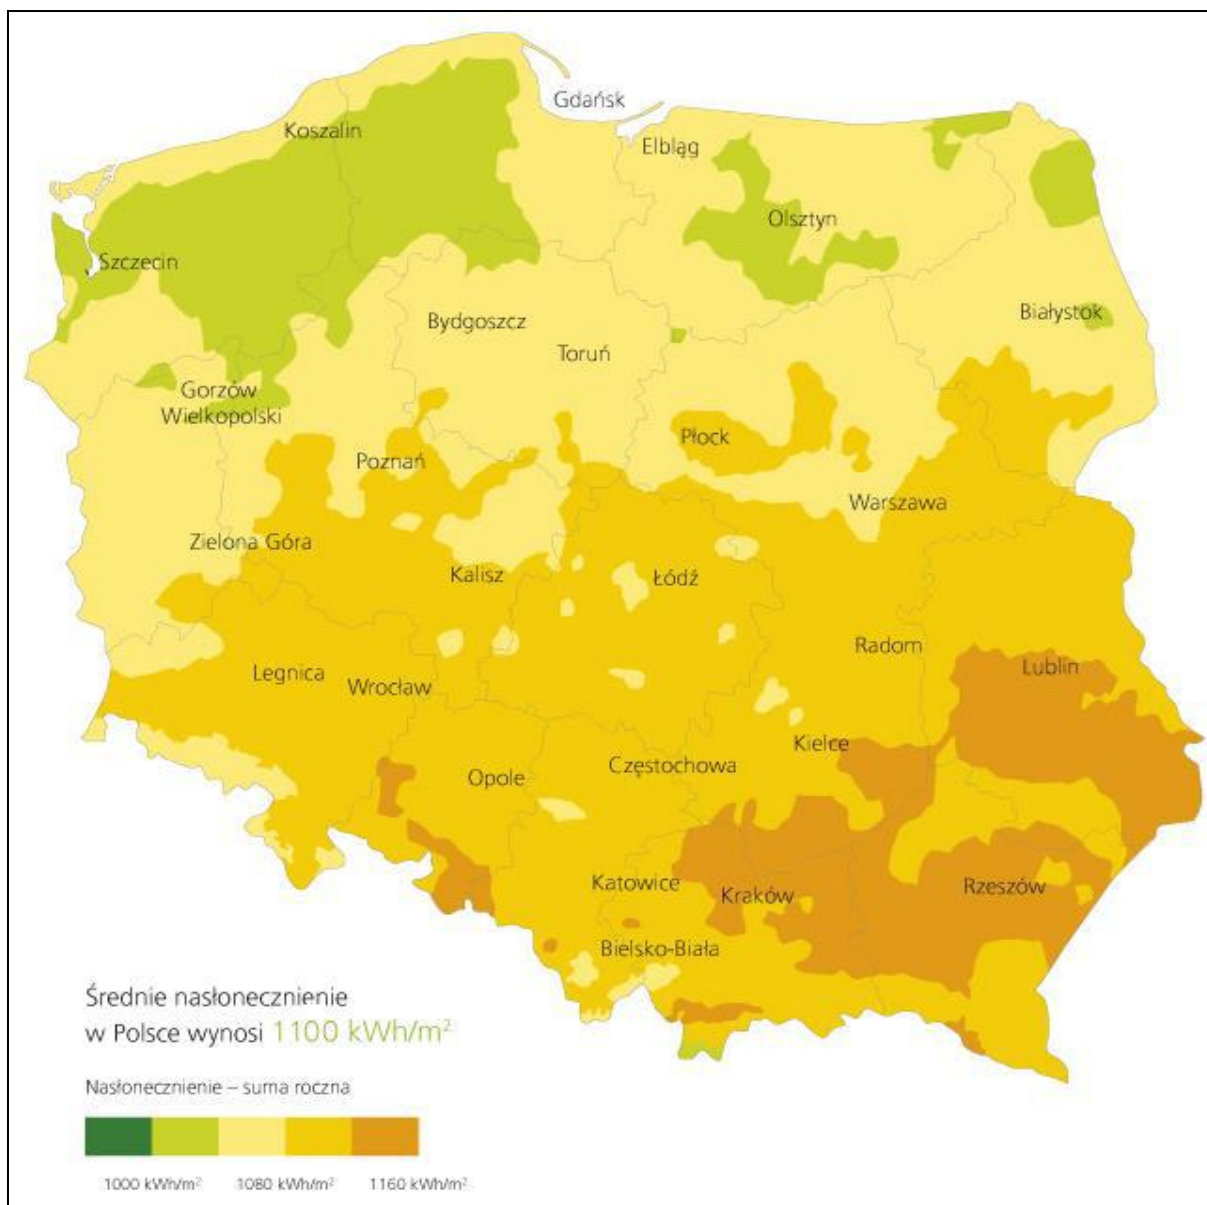 Gdańsk
Koszalin
Elbląg
Olsztyn
Szczecin
Białystok
Bydgoszcz
Toruń
Gorzów
Wielkopolski
Płock
Poznań
Warszawa
Zielona Góra
Kalisz
Łódź
Radom
Lublin
Legnica
Wrocław
Kielce
Częstochowa
Opole
Katowice
Kraków
Rzeszów
Bielsko-Biała
Średnie nasłonecznienie
w Polsce wynosi 1100 kWh/m²
Nasłonecznienie – suma roczna
1000 kWh/m² 1080 kWh/m² 1160 kWh/m²